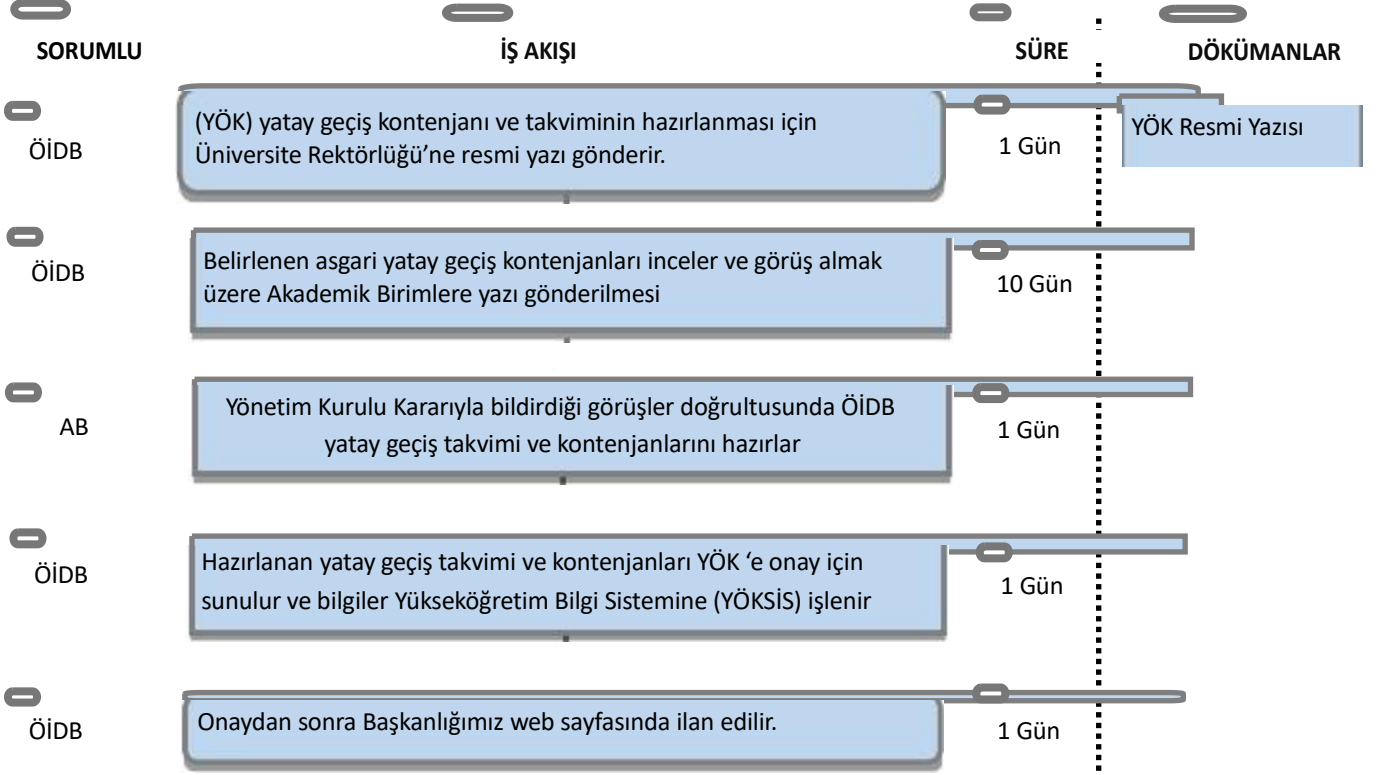 SORUMLU İŞ AKIŞI SÜRE DÖKÜMANLAR
ÖİDB
(YÖK) yatay geçiş kontenjanı ve takviminin hazırlanması için
Üniversite Rektörlüğü’ne resmi yazı gönderir.
1 Gün
YÖK Resmi Yazısı
ÖİDB
Belirlenen asgari yatay geçiş kontenjanları inceler ve görüş almak
üzere Akademik Birimlere yazı gönderilmesi
10 Gün
AB
Yönetim Kurulu Kararıyla bildirdiği görüşler doğrultusunda ÖİDB
yatay geçiş takvimi ve kontenjanlarını hazırlar
1 Gün
ÖİDB
Hazırlanan yatay geçiş takvimi ve kontenjanları YÖK ‘e onay için
sunulur ve bilgiler Yükseköğretim Bilgi Sistemine (YÖKSİS) işlenir
1 Gün
ÖİDB
Onaydan sonra Başkanlığımız web sayfasında ilan edilir.
1 Gün